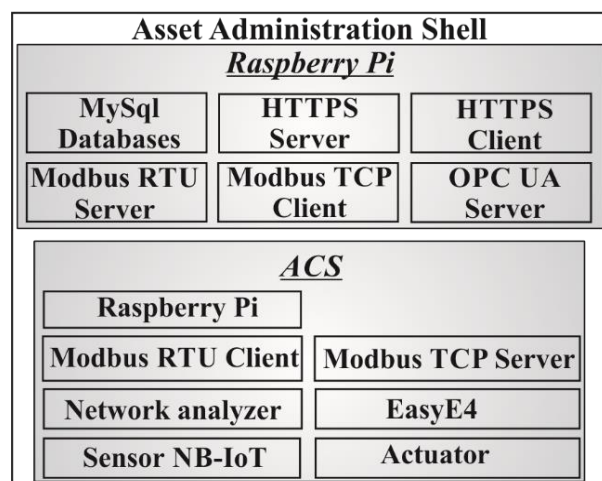 Asset Administration Shell
Raspberry Pi
MySql
Databases
HTTPS
Server
HTTPS
Client
Modbus RTU
Server
Modbus TCP
Client
OPC UA
Server
ACS
Raspberry Pi
Modbus RTU Client
Modbus TCP Server
Network analyzer
EasyE4
Sensor NB-IoT
Actuator